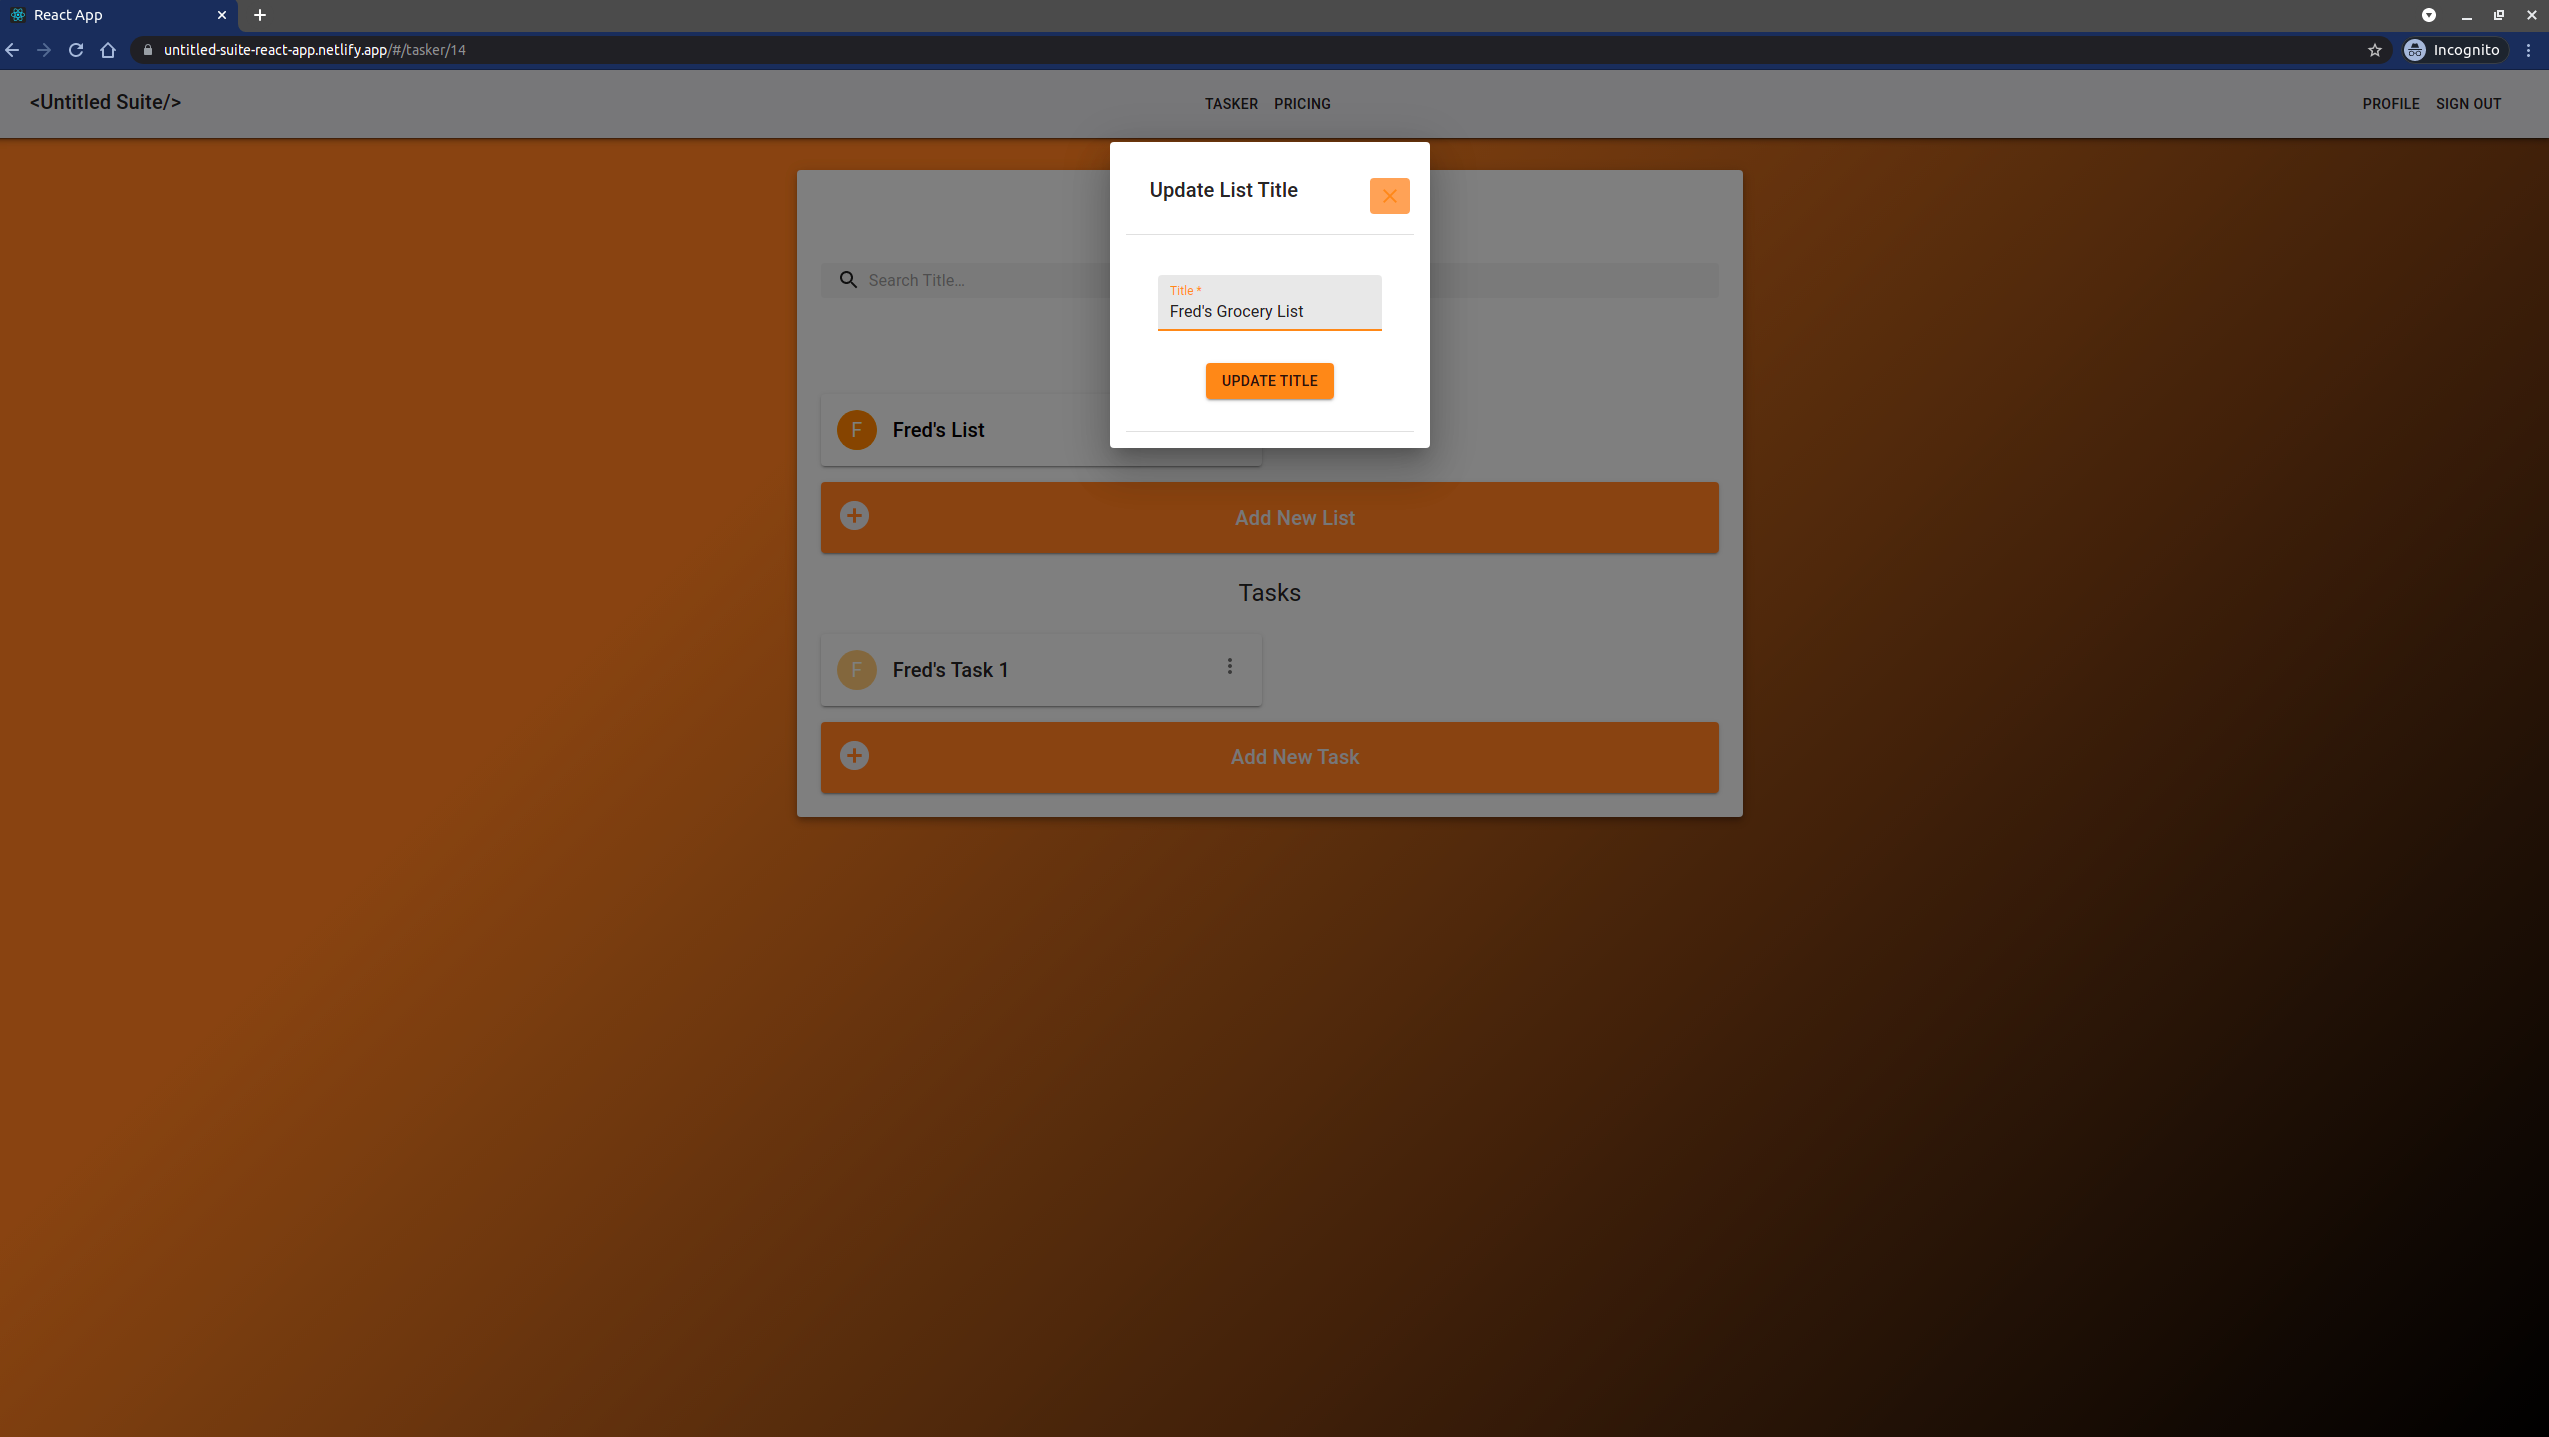 React App
untitled-suite-react-app.netlify.app/#/tasker/14
Incognito
<Untitled Suite/>
TASKER PRICING
PROFILE SIGN OUT
Update List Title
Search Title...
Title *
Fred's Grocery List
UPDATE TITLE
F Fred's List
Add New List
Tasks
F Fred's Task 1
Add New Task